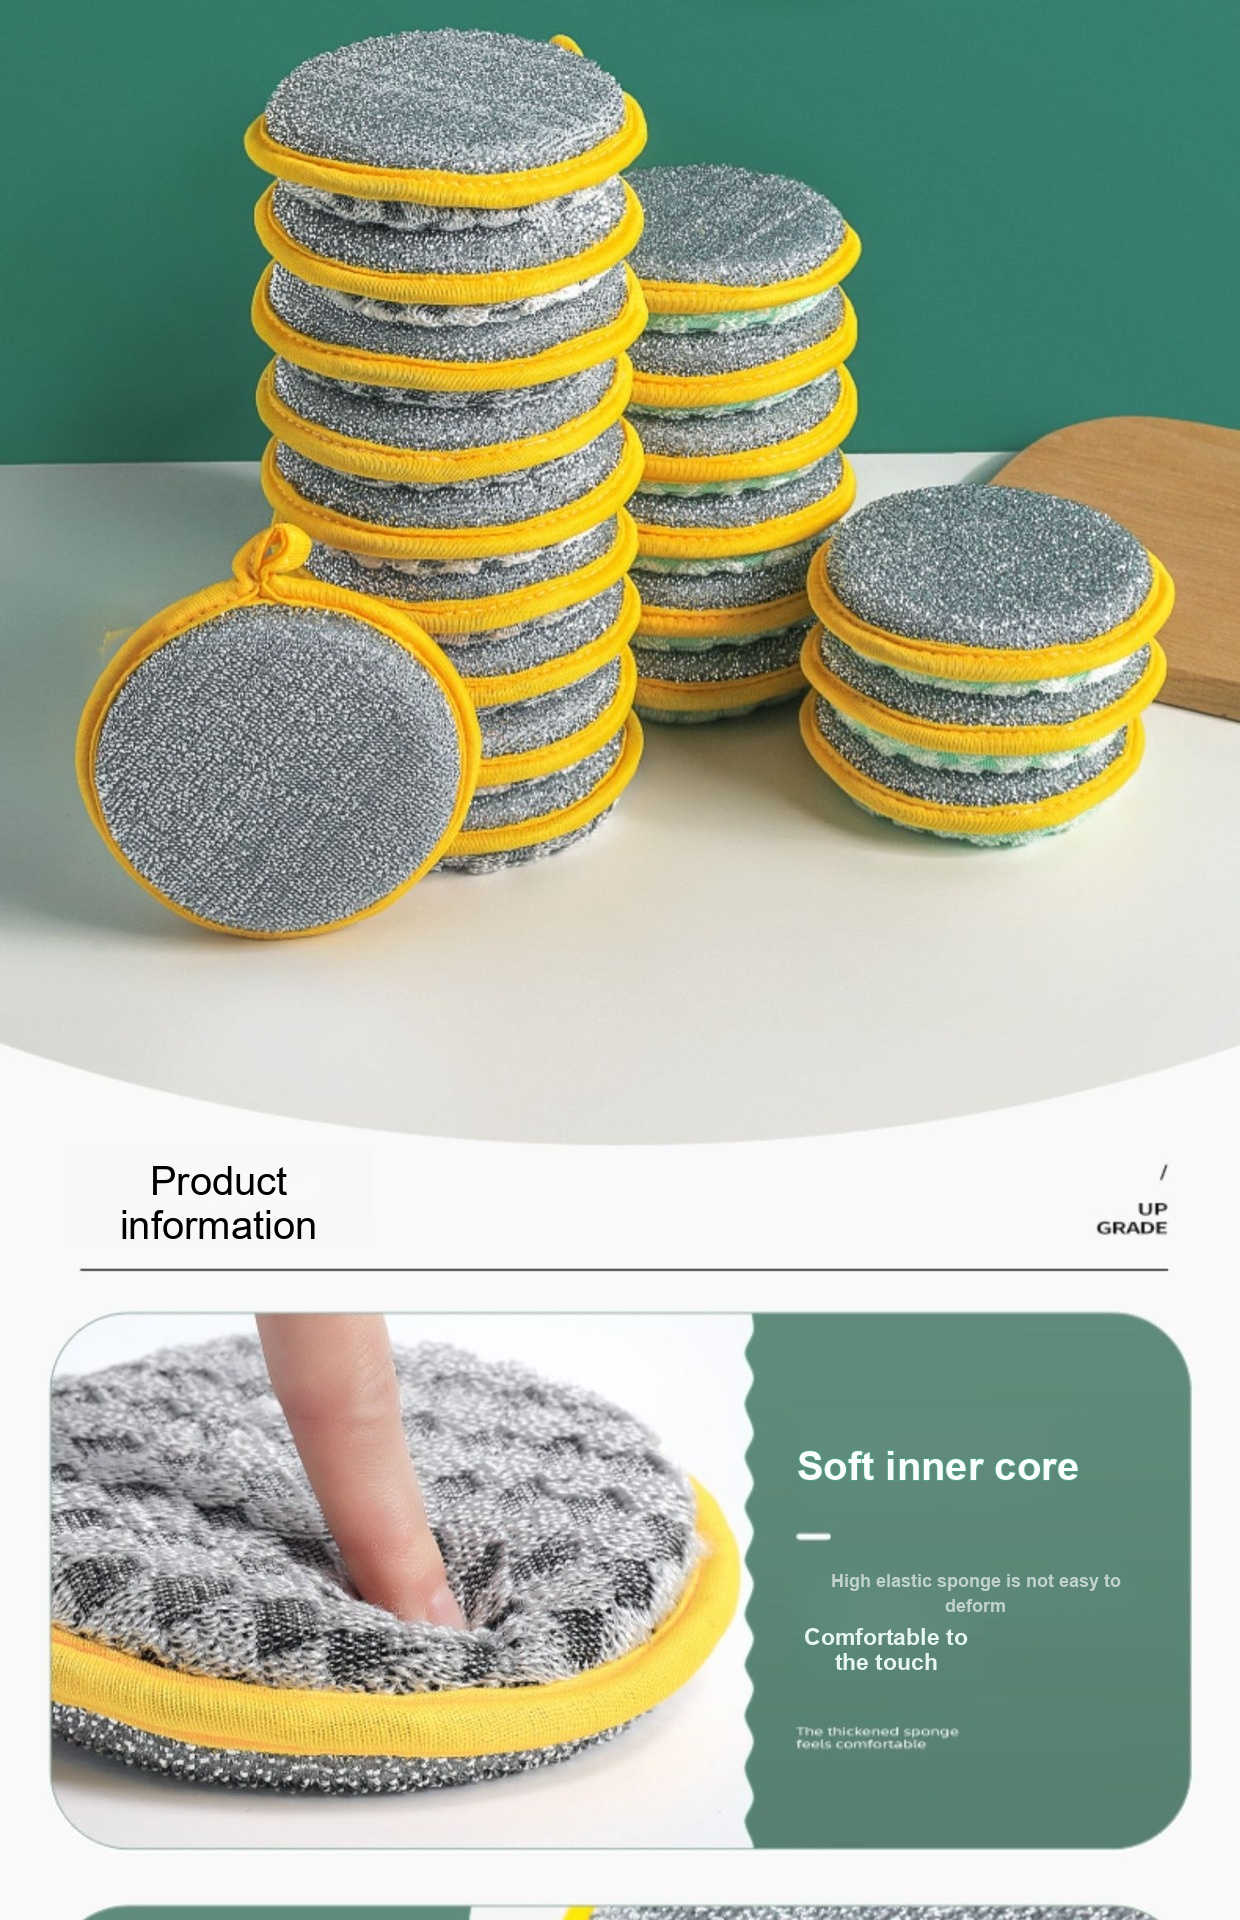 Product
information
/
UP
GRADE
Soft inner core
High elastic sponge is not easy to
deform
Comfortable to
the touch
The thickened sponge
feels comfortable